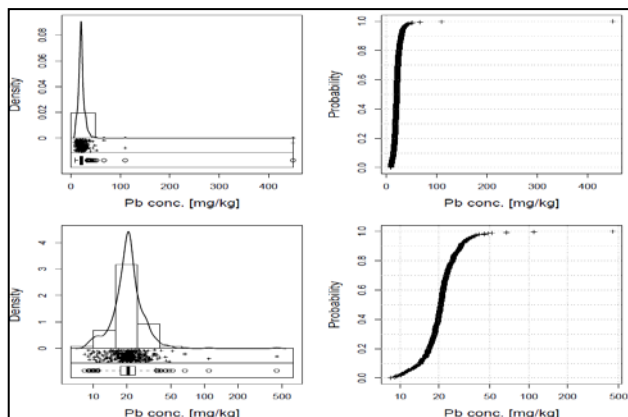 Density
0 0.02 0.04 0.06 0.08
0 100 200 300 400
Pb conc. [mg/kg]
Probability
0.0 0.2 0.4 0.6 0.8 1.0
0 100 200 300 400
Pb conc. [mg/kg]
Density
0 1 2 3 4
10 20 50 100 200 500
Pb conc. [mg/kg]
Probability
0.0 0.2 0.4 0.6 0.8 1.0
10 20 50 100 200 500
Pb conc. [mg/kg]